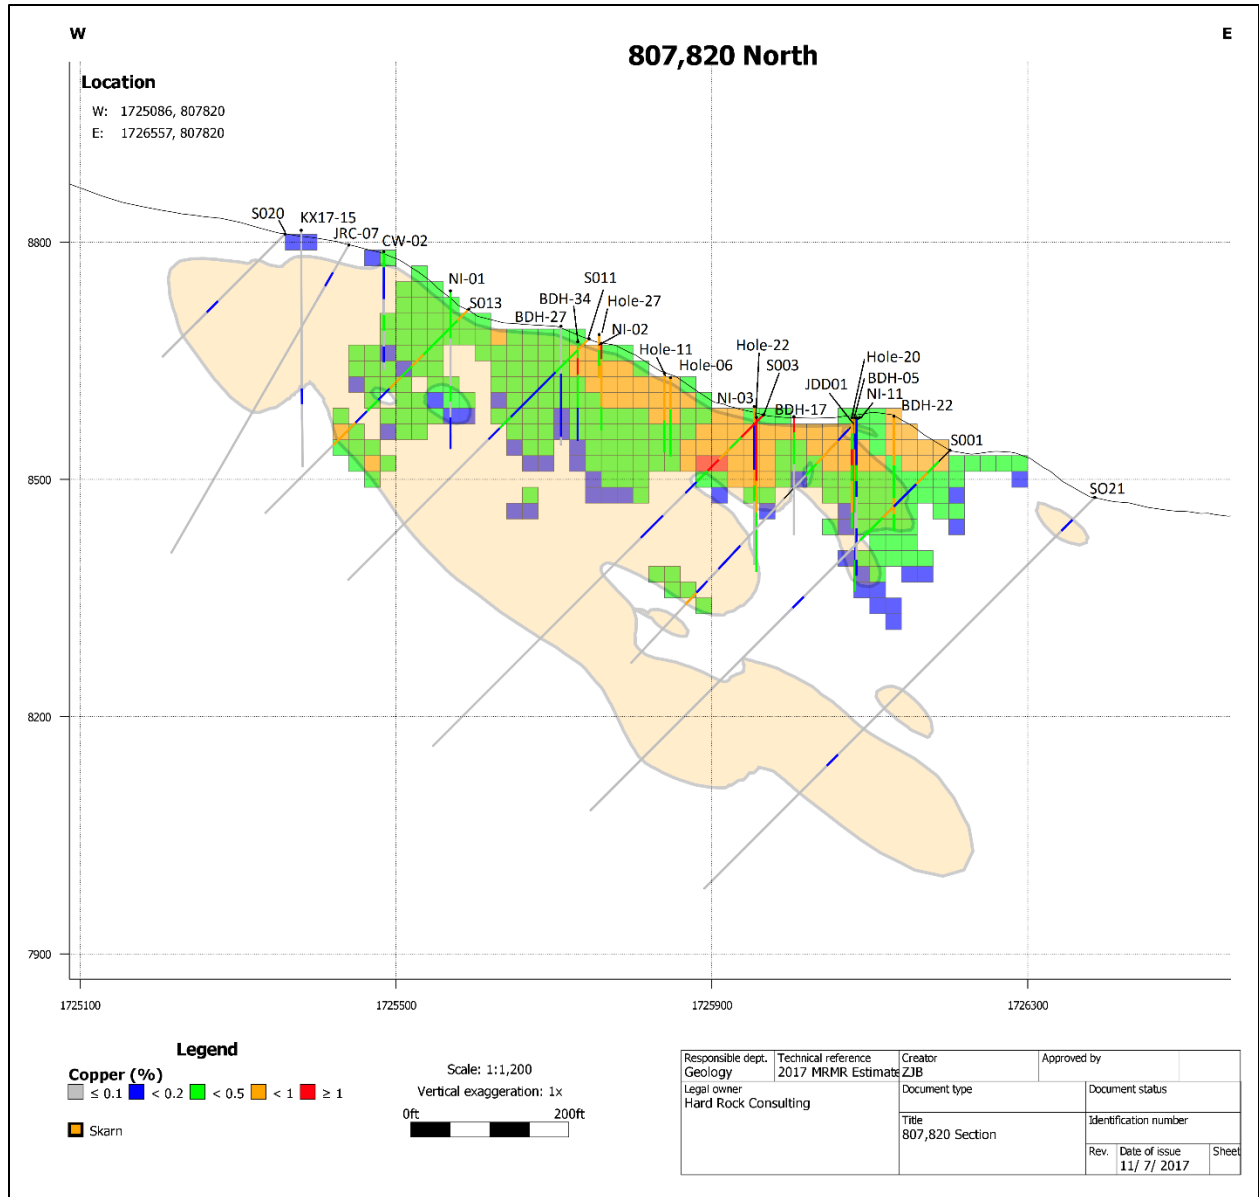 W
E
807,820 North
Location
W: 1725086, 807820
E: 1726557, 807820
S020
KX17-15
JRC-07
CW-02
8800
NI-01
S013
S011
BDH-34
Hole-27
BDH-27
NI-02
Hole-11
Hole-06
Hole-22
S003
Hole-20
JDD01
BDH-05
NI-11
NI-03
BDH-17
BDH-22
S001
8500
SO21
8200
7900
1725100
1725500
1725900
1726300
Legend
Copper (%)
≤ 0.1
< 0.2
< 0.5
< 1
≥ 1
Skarn
Scale: 1:1,200
Vertical exaggeration: 1x
0ft
200ft
Responsible dept.
Geology
Technical reference
2017 MRMR Estimate
Creator
ZJB
Approved by
Legal owner
Hard Rock Consulting
Document type
Document status
Title
807,820 Section
Identification number
Rev.
Date of issue
11/ 7/ 2017
Sheet